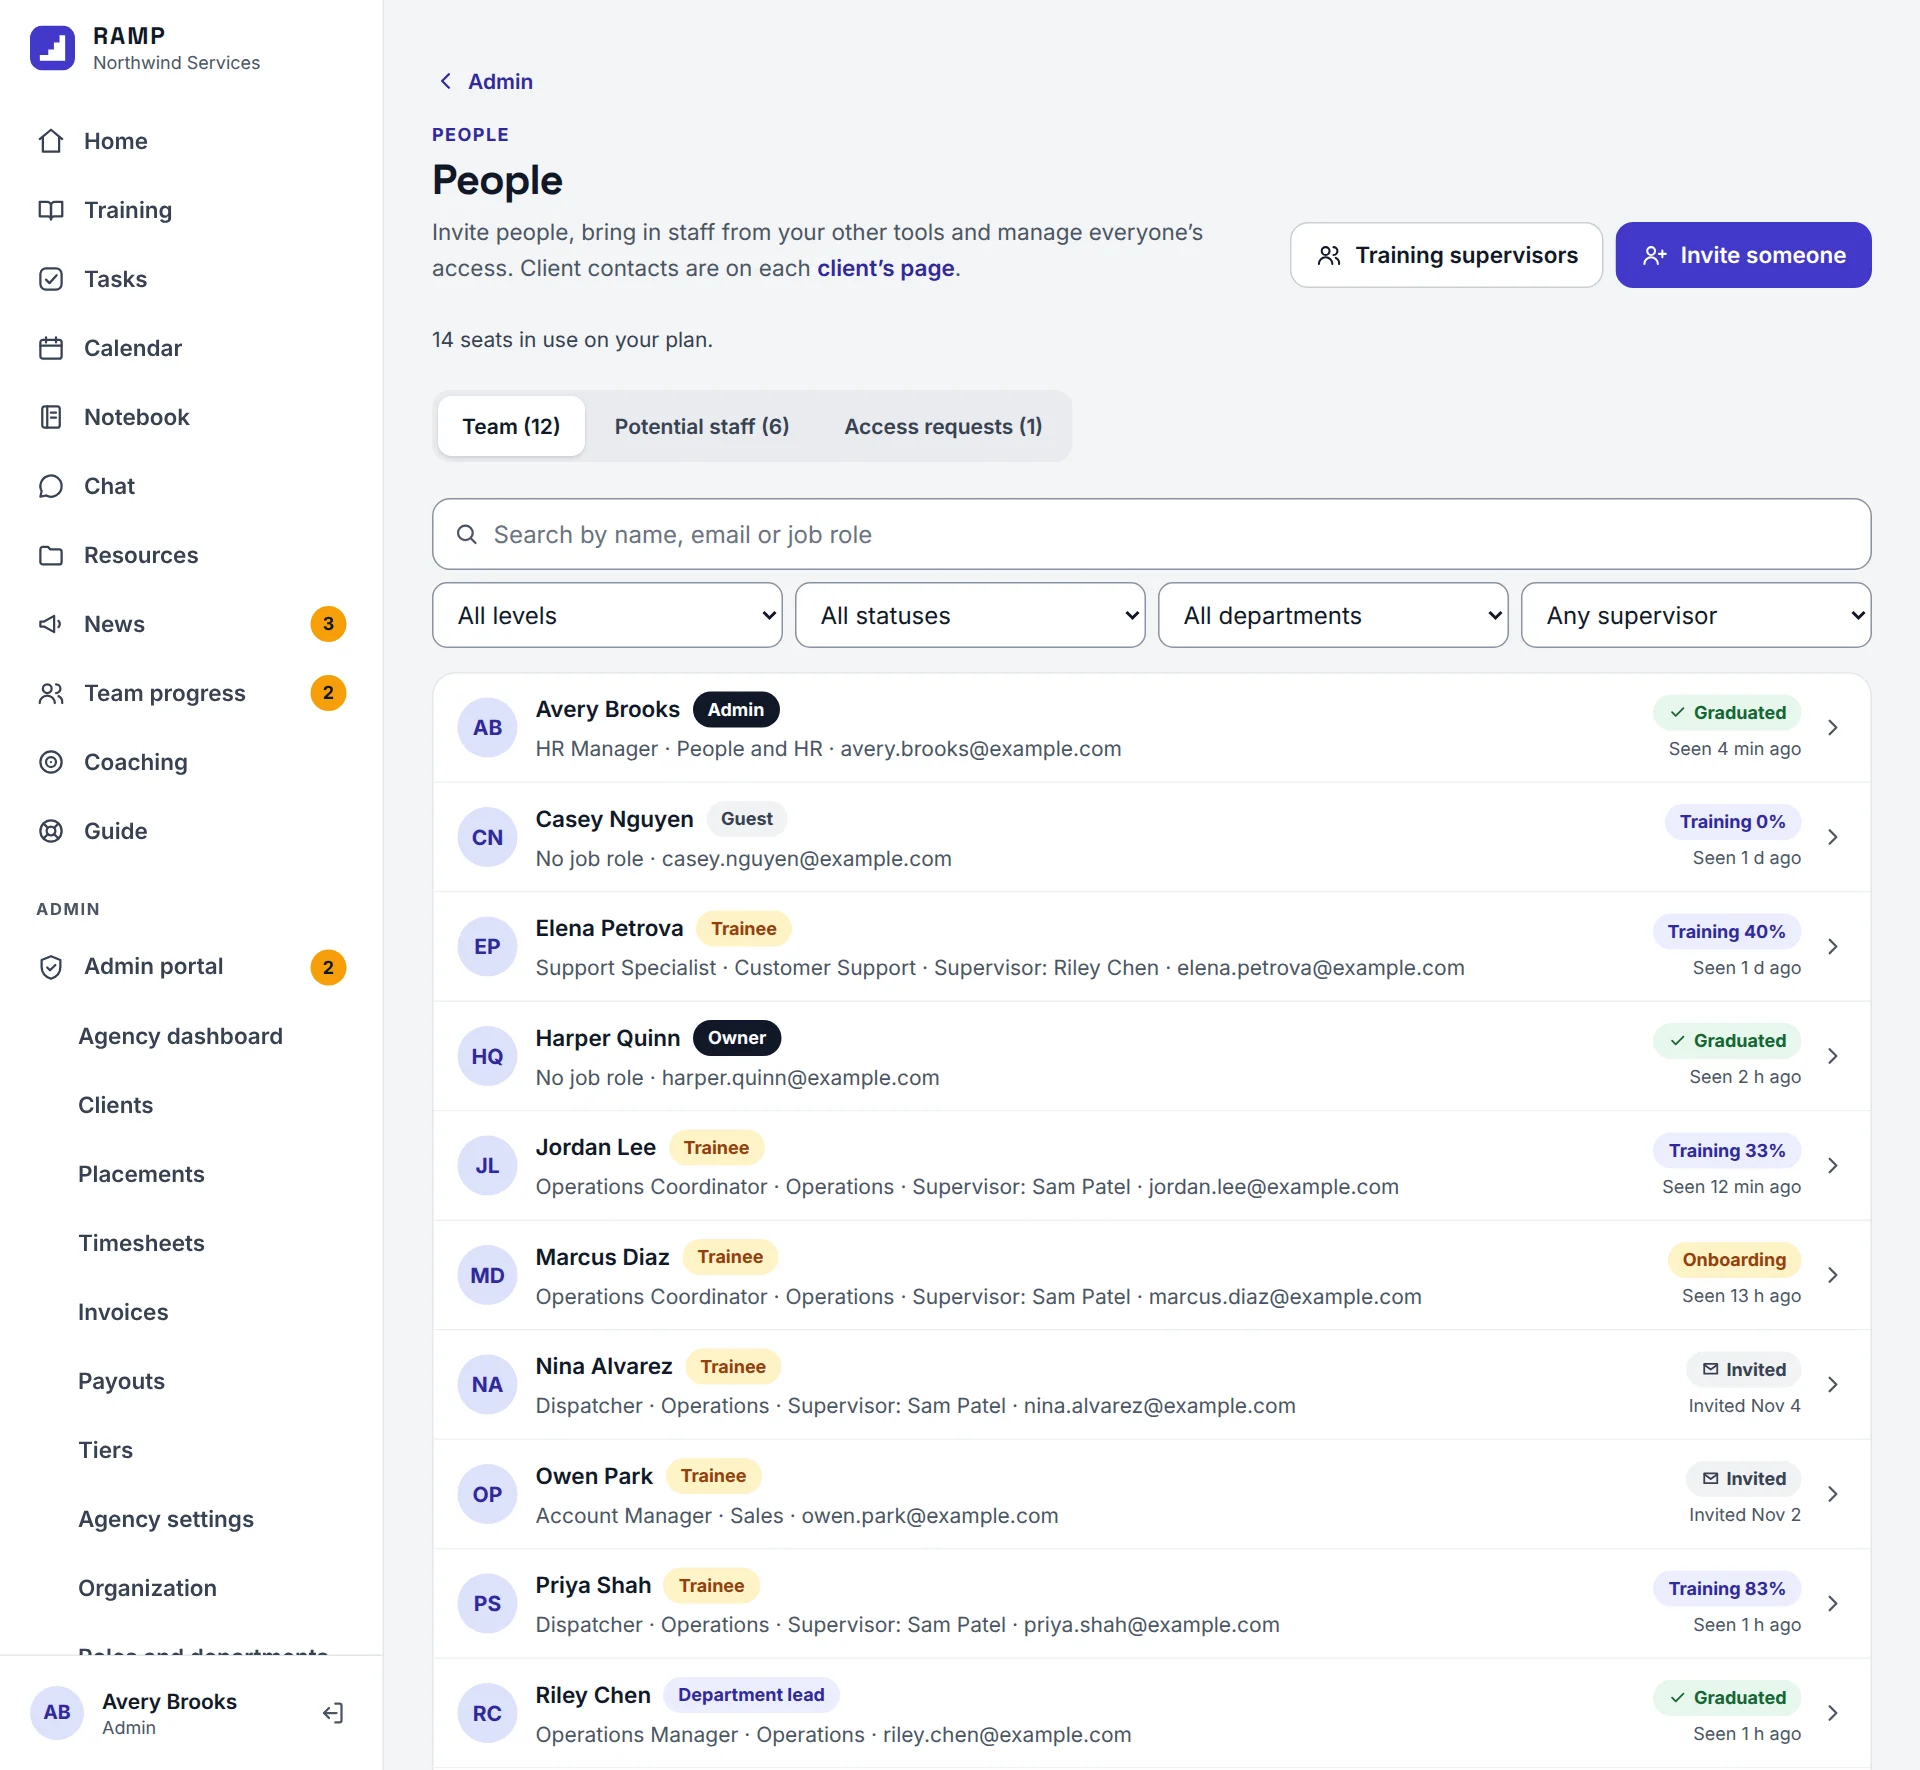 RAMP
Northwind Services
Home
Training
Tasks
Calendar
Notebook
Chat
Resources
News 3
Team progress 2
Coaching
Guide
ADMIN
Admin portal 2
Agency dashboard
Clients
Placements
Timesheets
Invoices
Payouts
Tiers
Agency settings
Organization
Roles and departments
AB
Avery Brooks
Admin
Admin
PEOPLE
People
Invite people, bring in staff from your other tools and manage everyone’s
access. Client contacts are on each client’s page.
Training supervisors
Invite someone
14 seats in use on your plan.
Team (12) Potential staff (6) Access requests (1)
Search by name, email or job role
All levels All statuses All departments Any supervisor
AB
Avery Brooks Admin
HR Manager · People and HR · avery.brooks@example.com
Graduated
Seen 4 min ago
CN
Casey Nguyen Guest
No job role · casey.nguyen@example.com
Training 0%
Seen 1 d ago
EP
Elena Petrova Trainee
Support Specialist · Customer Support · Supervisor: Riley Chen · elena.petrova@example.com
Training 40%
Seen 1 d ago
HQ
Harper Quinn Owner
No job role · harper.quinn@example.com
Graduated
Seen 2 h ago
JL
Jordan Lee Trainee
Operations Coordinator · Operations · Supervisor: Sam Patel · jordan.lee@example.com
Training 33%
Seen 12 min ago
MD
Marcus Diaz Trainee
Operations Coordinator · Operations · Supervisor: Sam Patel · marcus.diaz@example.com
Onboarding
Seen 13 h ago
NA
Nina Alvarez Trainee
Dispatcher · Operations · Supervisor: Sam Patel · nina.alvarez@example.com
Invited
Invited Nov 4
OP
Owen Park Trainee
Account Manager · Sales · owen.park@example.com
Invited
Invited Nov 2
PS
Priya Shah Trainee
Dispatcher · Operations · Supervisor: Sam Patel · priya.shah@example.com
Training 83%
Seen 1 h ago
RC
Riley Chen Department lead
Operations Manager · Operations · riley.chen@example.com
Graduated
Seen 1 h ago